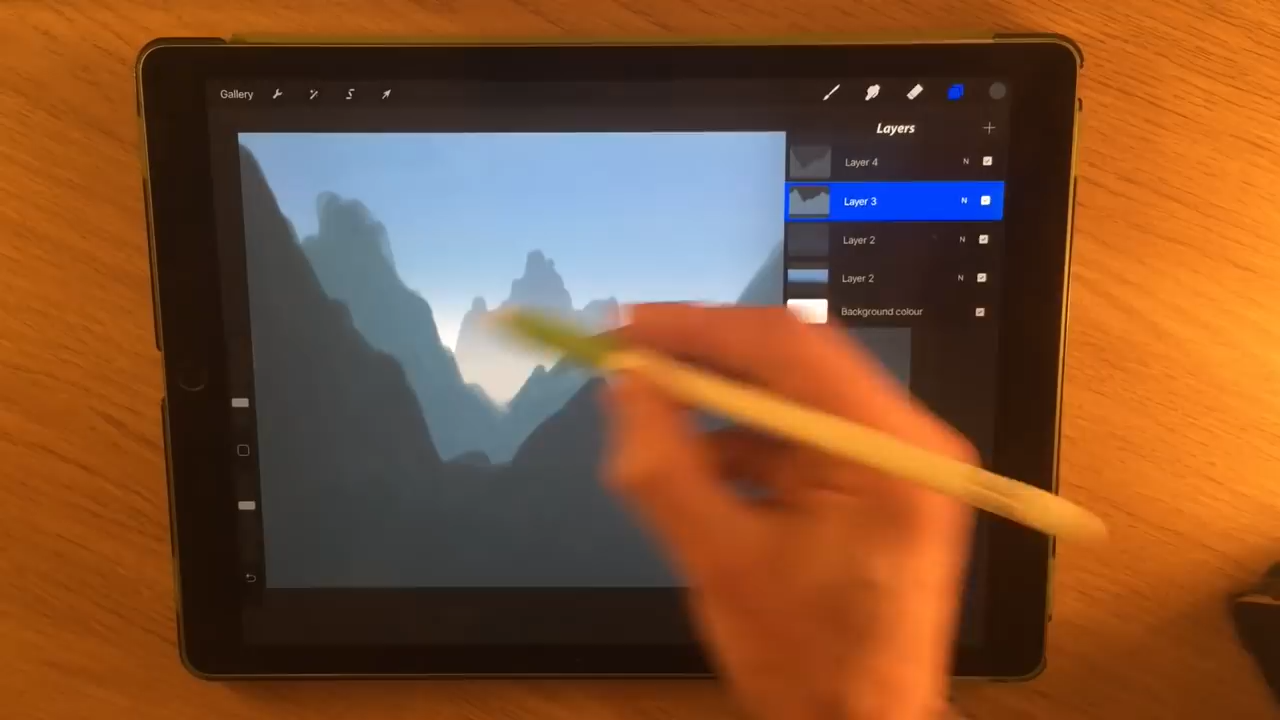 Gallery
Layers
Layer 4 N
Layer 3 N
Layer 2 N
Layer 2 N
Background colour